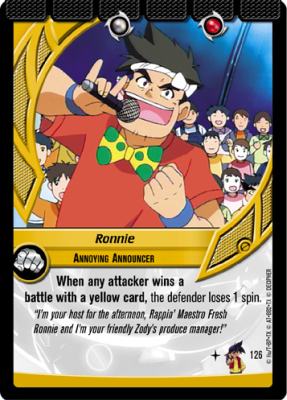 Ronnie
ANNOYING ANNOUNCER
When any attacker wins a
battle with a yellow card, the defender loses 1 spin.
"I'm your host for the afternoon, Rappin' Maestro Fresh
Ronnie and I'm your friendly Zody's produce manager!"
126